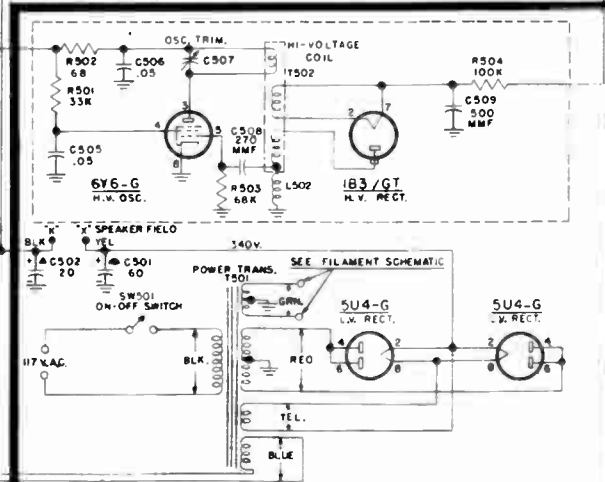 OSC. TRIM.
HI-VOLTAGE
COIL
R502
68
C506
.05
C507
T502
R504
100K
R501
33K
C509
500
MMF
3
4
5
8
2
7
C508
270
MMF
C505
.05
6V6-G
H.V. OSC.
R503
68K
L502
1B3/GT
H.V. RECT.
"X"
"X"
SPEAKER FIELD
BLK
YEL
340V.
+
C502
20
+
C501
60
POWER TRANS.
T501
SEE FILAMENT SCHEMATIC
SW501
ON-OFF SWITCH
GRN.
5U4-G
L.V. RECT.
5U4-G
L.V. RECT.
117 V. A.C.
BLK.
RED
4
6
2
8
2
8
4
6
YEL.
BLUE